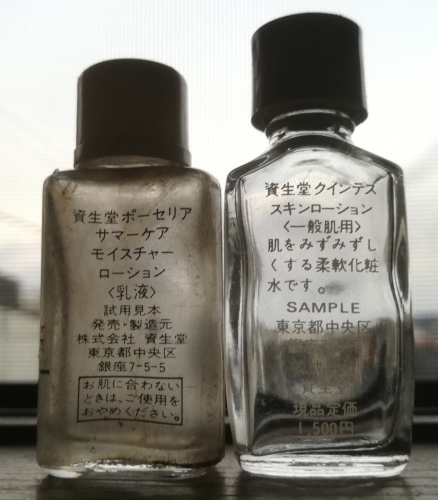 資生堂ボーセリア
サマーケア
モイスチャー
ローション
〈乳液〉
試用見本
発売・製造元
株式会社 資生堂
東京都中央区
銀座7-5-5
お肌に合わない
ときは、ご使用を
おやめください。
資生堂クインテス
スキンローション
〈一般肌用〉
肌をみずみずし
くする柔軟化粧
水です。
SAMPLE
東京都中央区
資生堂
現品定価
1,500円